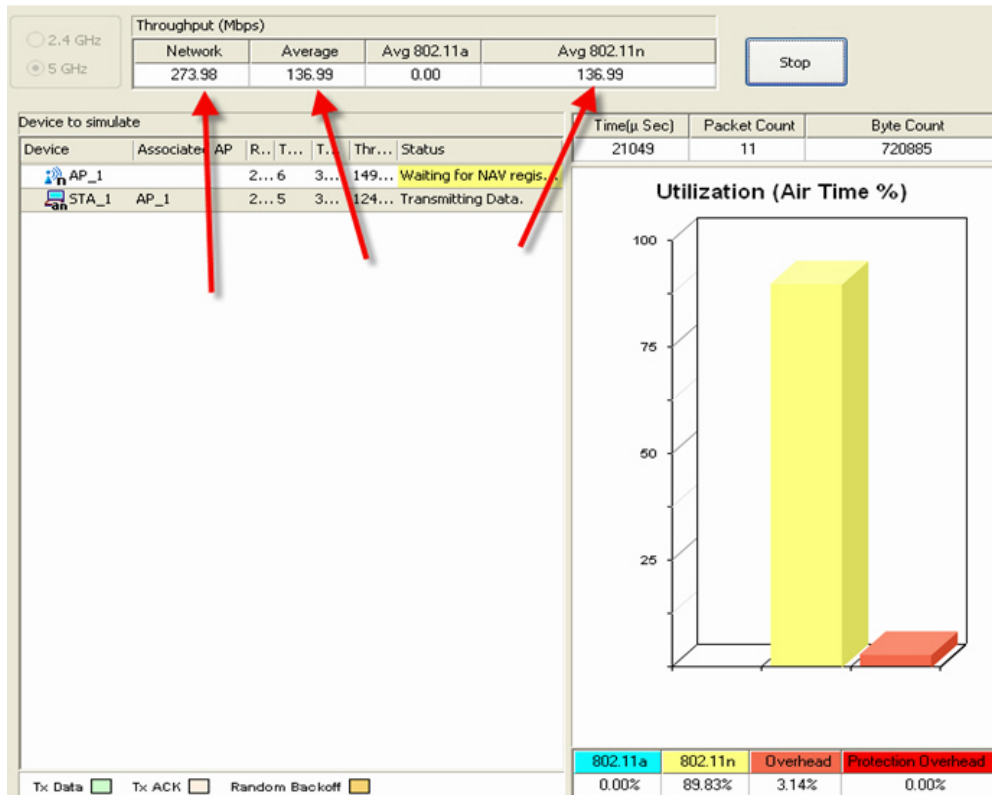 Throughput (Mbps)
2.4 GHz
5 GHz
Network Average Avg 802.11a Avg 802.11n
273.98 136.99 0.00 136.99
Stop
Device to simulate
Device Associated AP R... T... T... Thr... Status
AP_1 2... 6 3... 149... Waiting for NAV regis...
STA_1 AP_1 2... 5 3... 124... Transmitting Data.
Time(μ Sec) Packet Count Byte Count
21049 11 720885
Utilization (Air Time %)
100
75
50
25
802.11a 802.11n Overhead Protection Overhead
0.00% 89.83% 3.14% 0.00%
Tx Data Tx ACK Random Backoff